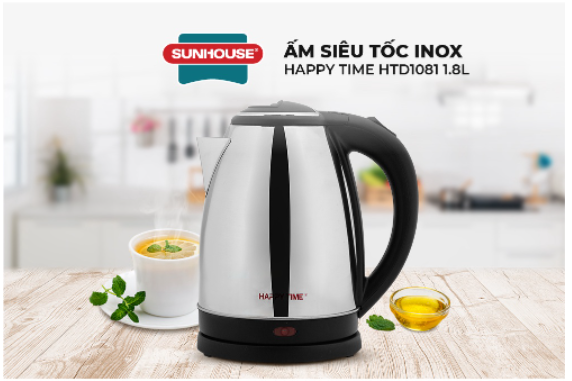 SUNHOUSE®
ẤM SIÊU TỐC INOX
HAPPY TIME HTD1081 1.8L
HAPPY TIME®